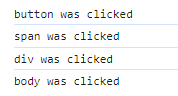 button was clicked
span was clicked
div was clicked
body was clicked